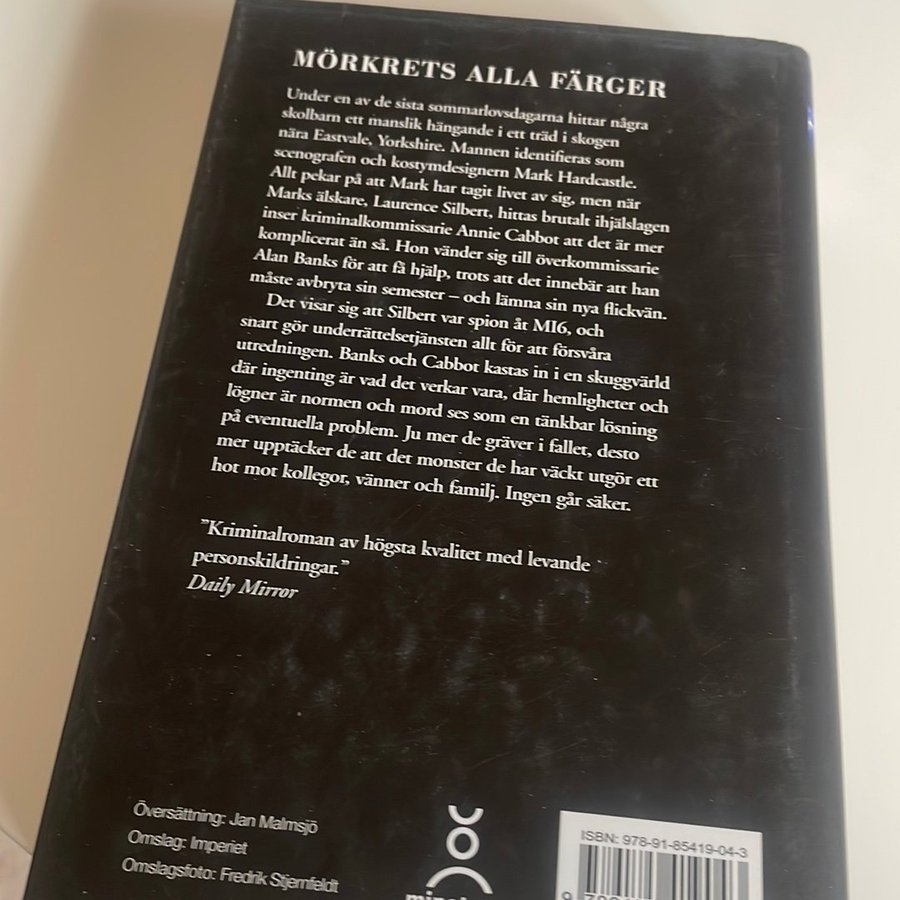 MÖRKRETS ALLA FÄRGER
Under en av de sista sommarlovsdagarna hittar några
skolbarn ett manslik hängande i ett träd i skogen
nära Eastvale, Yorkshire. Mannen identifieras som
scenografen och kostymdesignern Mark Hardcastle.
Allt pekar på att Mark har tagit livet av sig, men när
Marks älskare, Laurence Silbert, hittas brutalt ihjälslagen
inser kriminalkommissarie Annie Cabbot att det är mer
komplicerat än så. Hon vänder sig till överkommissarie
Alan Banks för att få hjälp, trots att det innebär att han
måste avbryta sin semester – och lämna sin nya flickvän.
Det visar sig att Silbert var spion åt MI6, och
snart gör underrättelsetjänsten allt för att försvåra
utredningen. Banks och Cabbot kastas in i en skuggvärld
där ingenting är vad det verkar vara, där hemligheter och
lögner är normen och mord ses som en tänkbar lösning
på eventuella problem. Ju mer de gräver i fallet, desto
mer upptäcker de att det monster de har väckt utgör ett
hot mot kollegor, vänner och familj. Ingen går säker.
”Kriminalroman av högsta kvalitet med levande
personskildringar.”
Daily Mirror
Översättning: Jan Malmsjö
Omslag: Imperiet
Omslagsfoto: Fredrik Stjernfeldt
ISBN: 978-91-85419-04-3